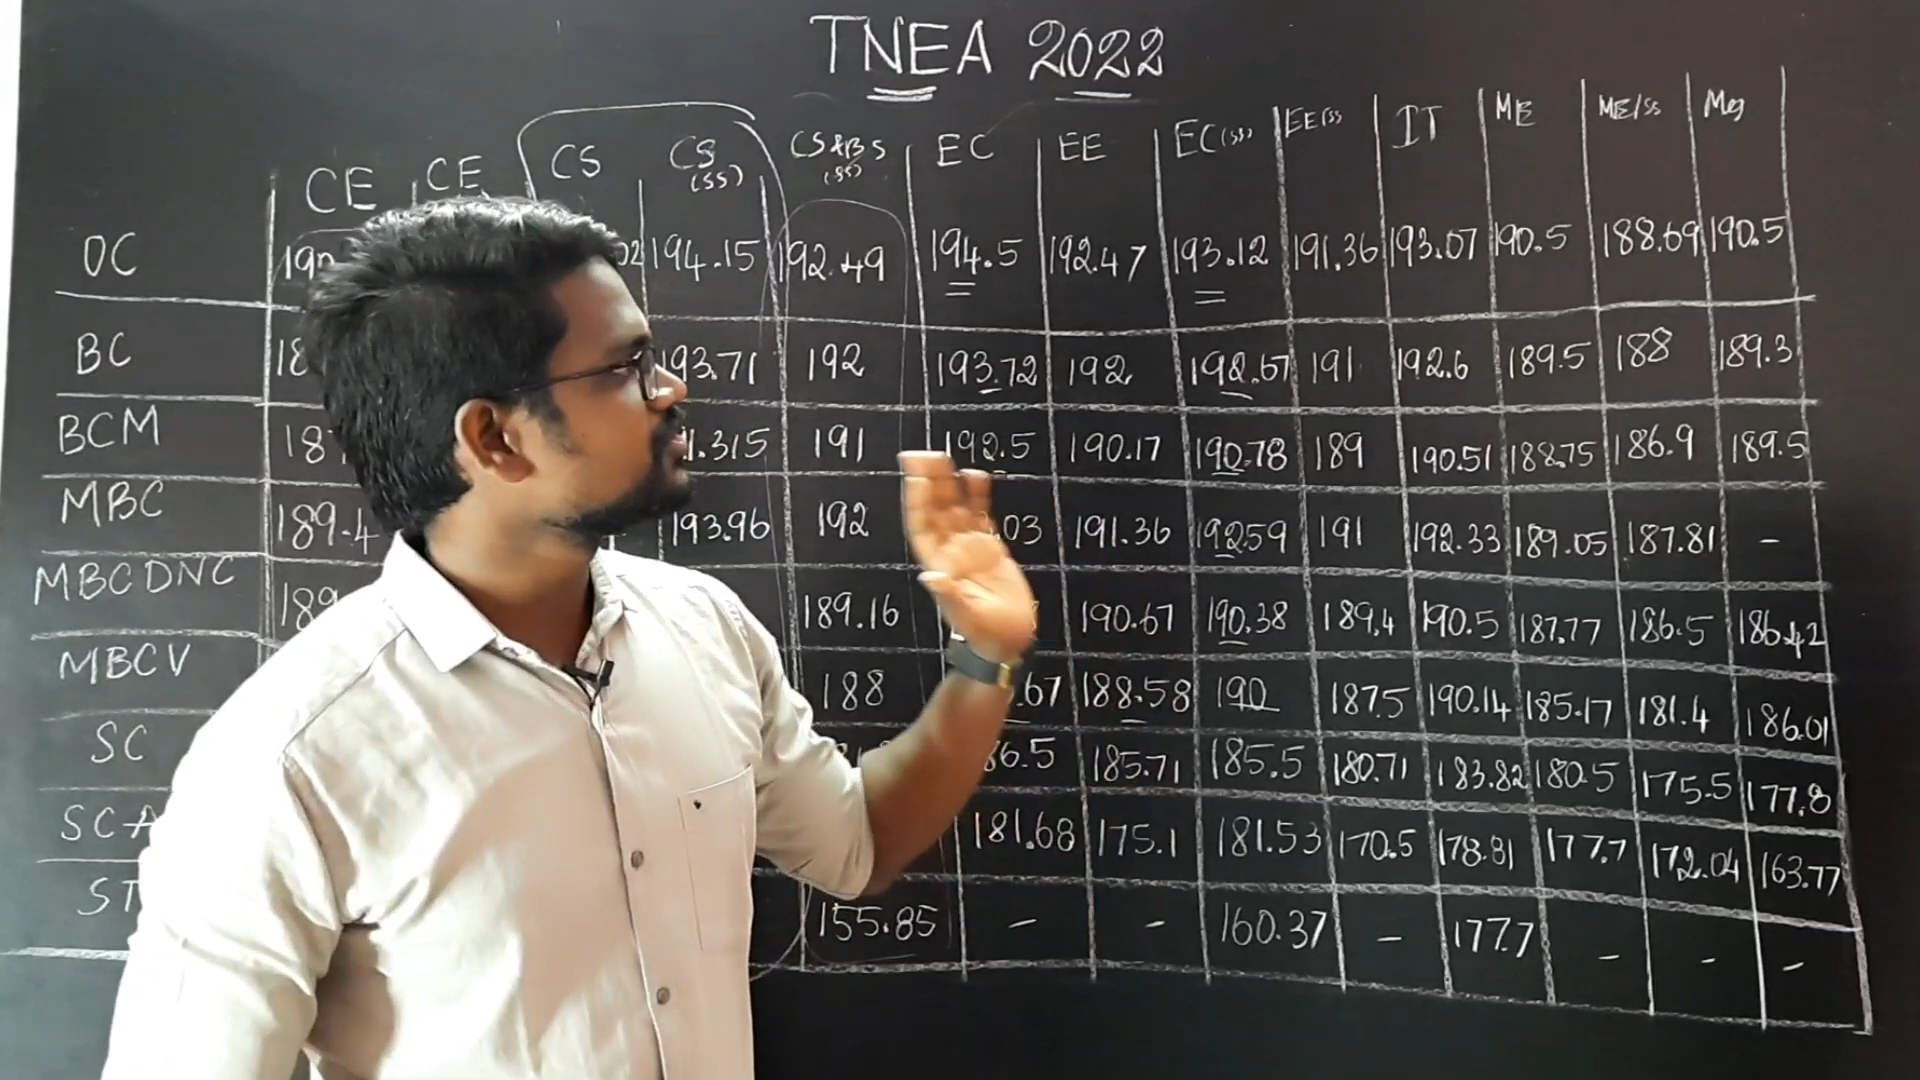 TNEA 2022
CE CE CS CS (SS) CS&BS (SS) EC EE EC(SS) EE(SS) IT ME ME/SS Mg
OC 194.15 192.49 194.5 192.47 193.12 191.36 193.07 190.5 188.69 190.5
BC 193.71 192 193.72 192 192.67 191 192.6 189.5 188 189.3
BCM 191 192.5 190.17 190.78 189 190.51 188.75 186.9 189.5
MBC 189.4 193.96 192 191.36 192.59 191 192.33 189.05 187.81 -
MBCDNC 189.16 190.67 190.38 189.4 190.5 187.77 186.5 186.42
MBCV 188 188.58 190 187.5 190.14 185.17 181.4 186.01
SC 185.71 185.5 180.71 183.82 180.5 175.5 177.8
SCA 181.68 175.1 181.53 170.5 178.81 177.7 172.04 163.77
ST 155.85 - - 160.37 - 177.7 - - -